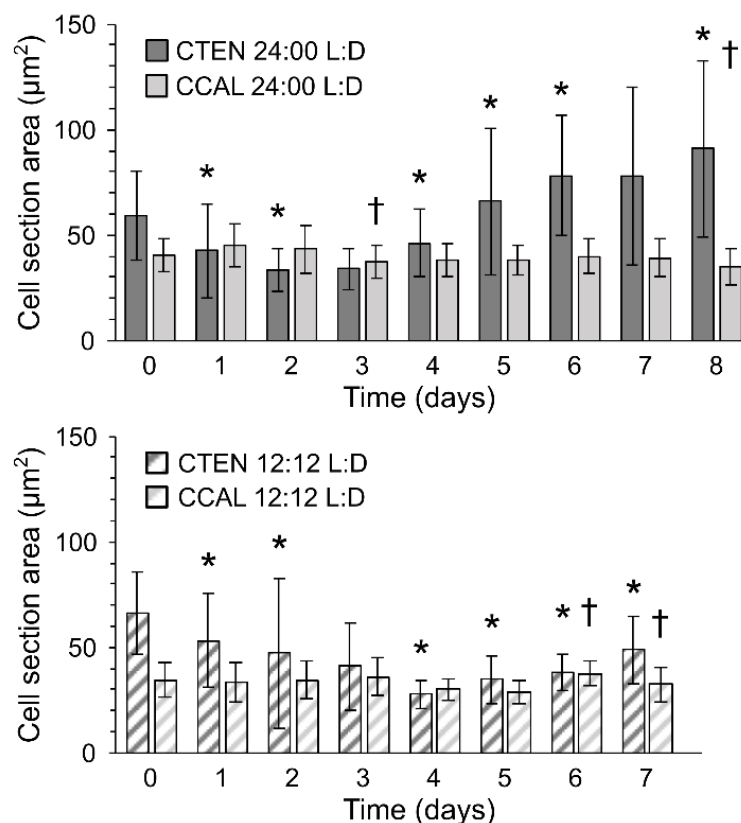 150
* †
CTEN 24:00 L:D
CCAL 24:00 L:D
* *
100
* * † *
50
0
Cell section area (µm²)
0 1 2 3 4 5 6 7 8
Time (days)
150
CTEN 12:12 L:D
CCAL 12:12 L:D
100
* *
* * * † * †
50
0
Cell section area (µm²)
0 1 2 3 4 5 6 7
Time (days)